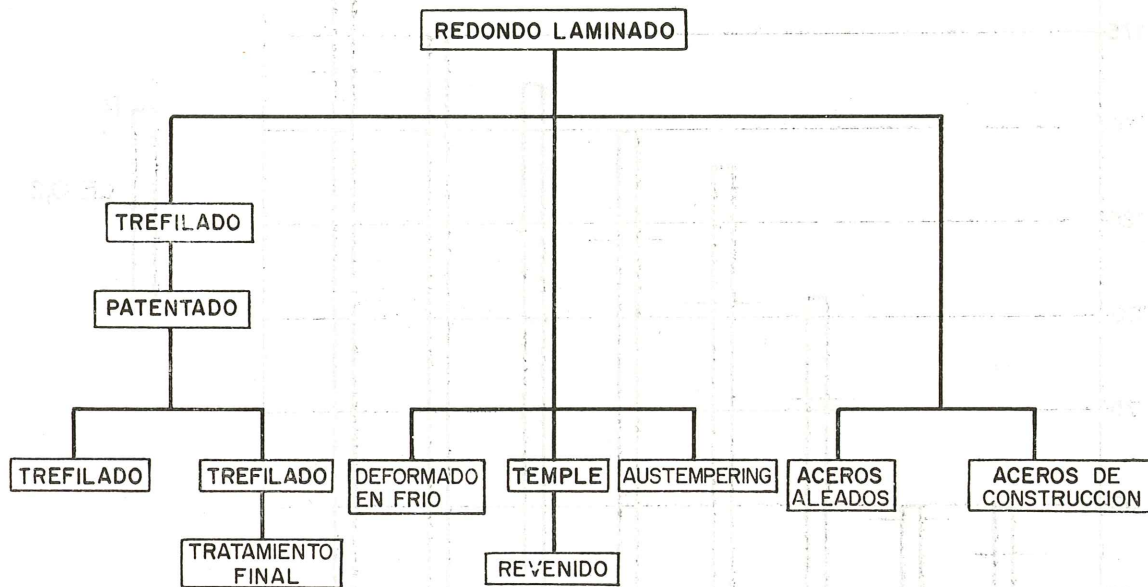 REDONDO LAMINADO
TREFILADO
PATENTADO
TREFILADO
TREFILADO
DEFORMADO
EN FRIO
TEMPLE
AUSTEMPERING
ACEROS
ALEADOS
ACEROS DE
CONSTRUCCION
TRATAMIENTO
FINAL
REVENIDO